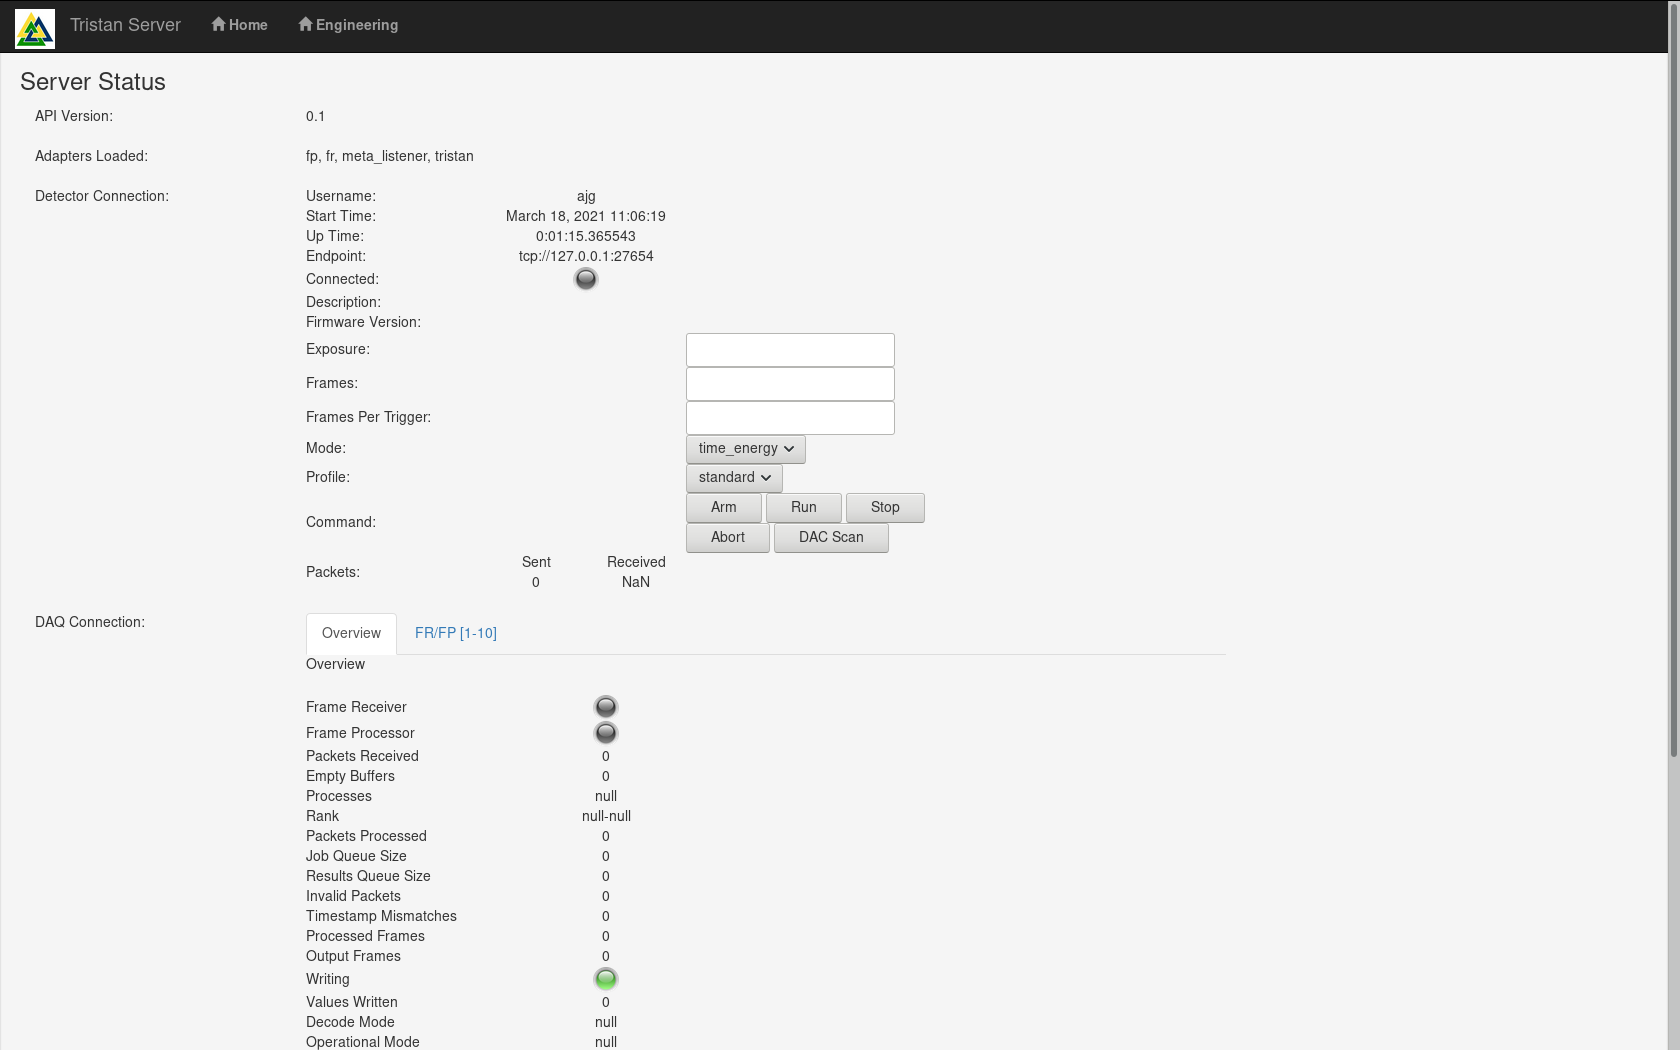 Tristan Server Home Engineering
Server Status
API Version: 0.1
Adapters Loaded: fp, fr, meta_listener, tristan
Detector Connection: Username: ajg
Start Time: March 18, 2021 11:06:19
Up Time: 0:01:15.365543
Endpoint: tcp://127.0.0.1:27654
Connected:
Description:
Firmware Version:
Exposure:
Frames:
Frames Per Trigger:
Mode: time_energy
Profile: standard
Command: Arm Run Stop
Abort DAC Scan
Packets: Sent Received
0 NaN
DAQ Connection: Overview FR/FP [1-10]
Overview
Frame Receiver
Frame Processor
Packets Received 0
Empty Buffers 0
Processes null
Rank null-null
Packets Processed 0
Job Queue Size 0
Results Queue Size 0
Invalid Packets 0
Timestamp Mismatches 0
Processed Frames 0
Output Frames 0
Writing
Values Written 0
Decode Mode null
Operational Mode null